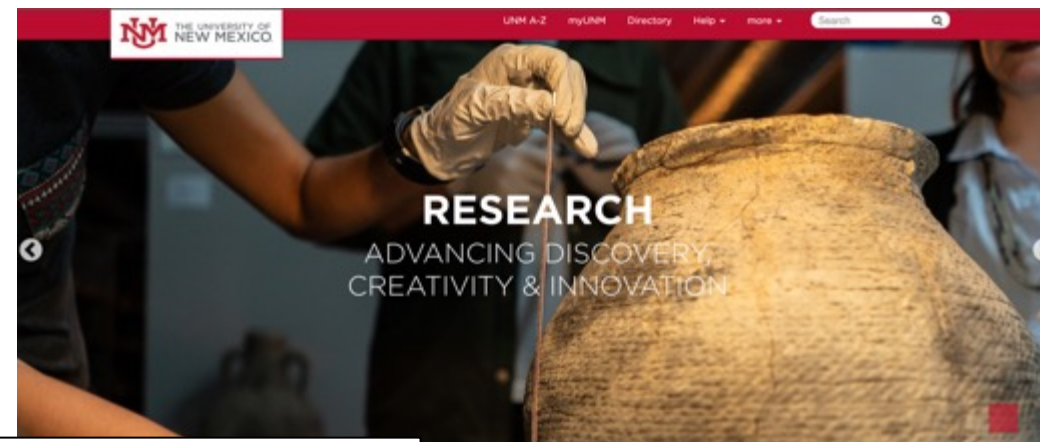 THE UNIVERSITY OF
NEW MEXICO.
UNM A-Z myUNM Directory Help more Search
RESEARCH
ADVANCING DISCOVERY,
CREATIVITY & INNOVATION